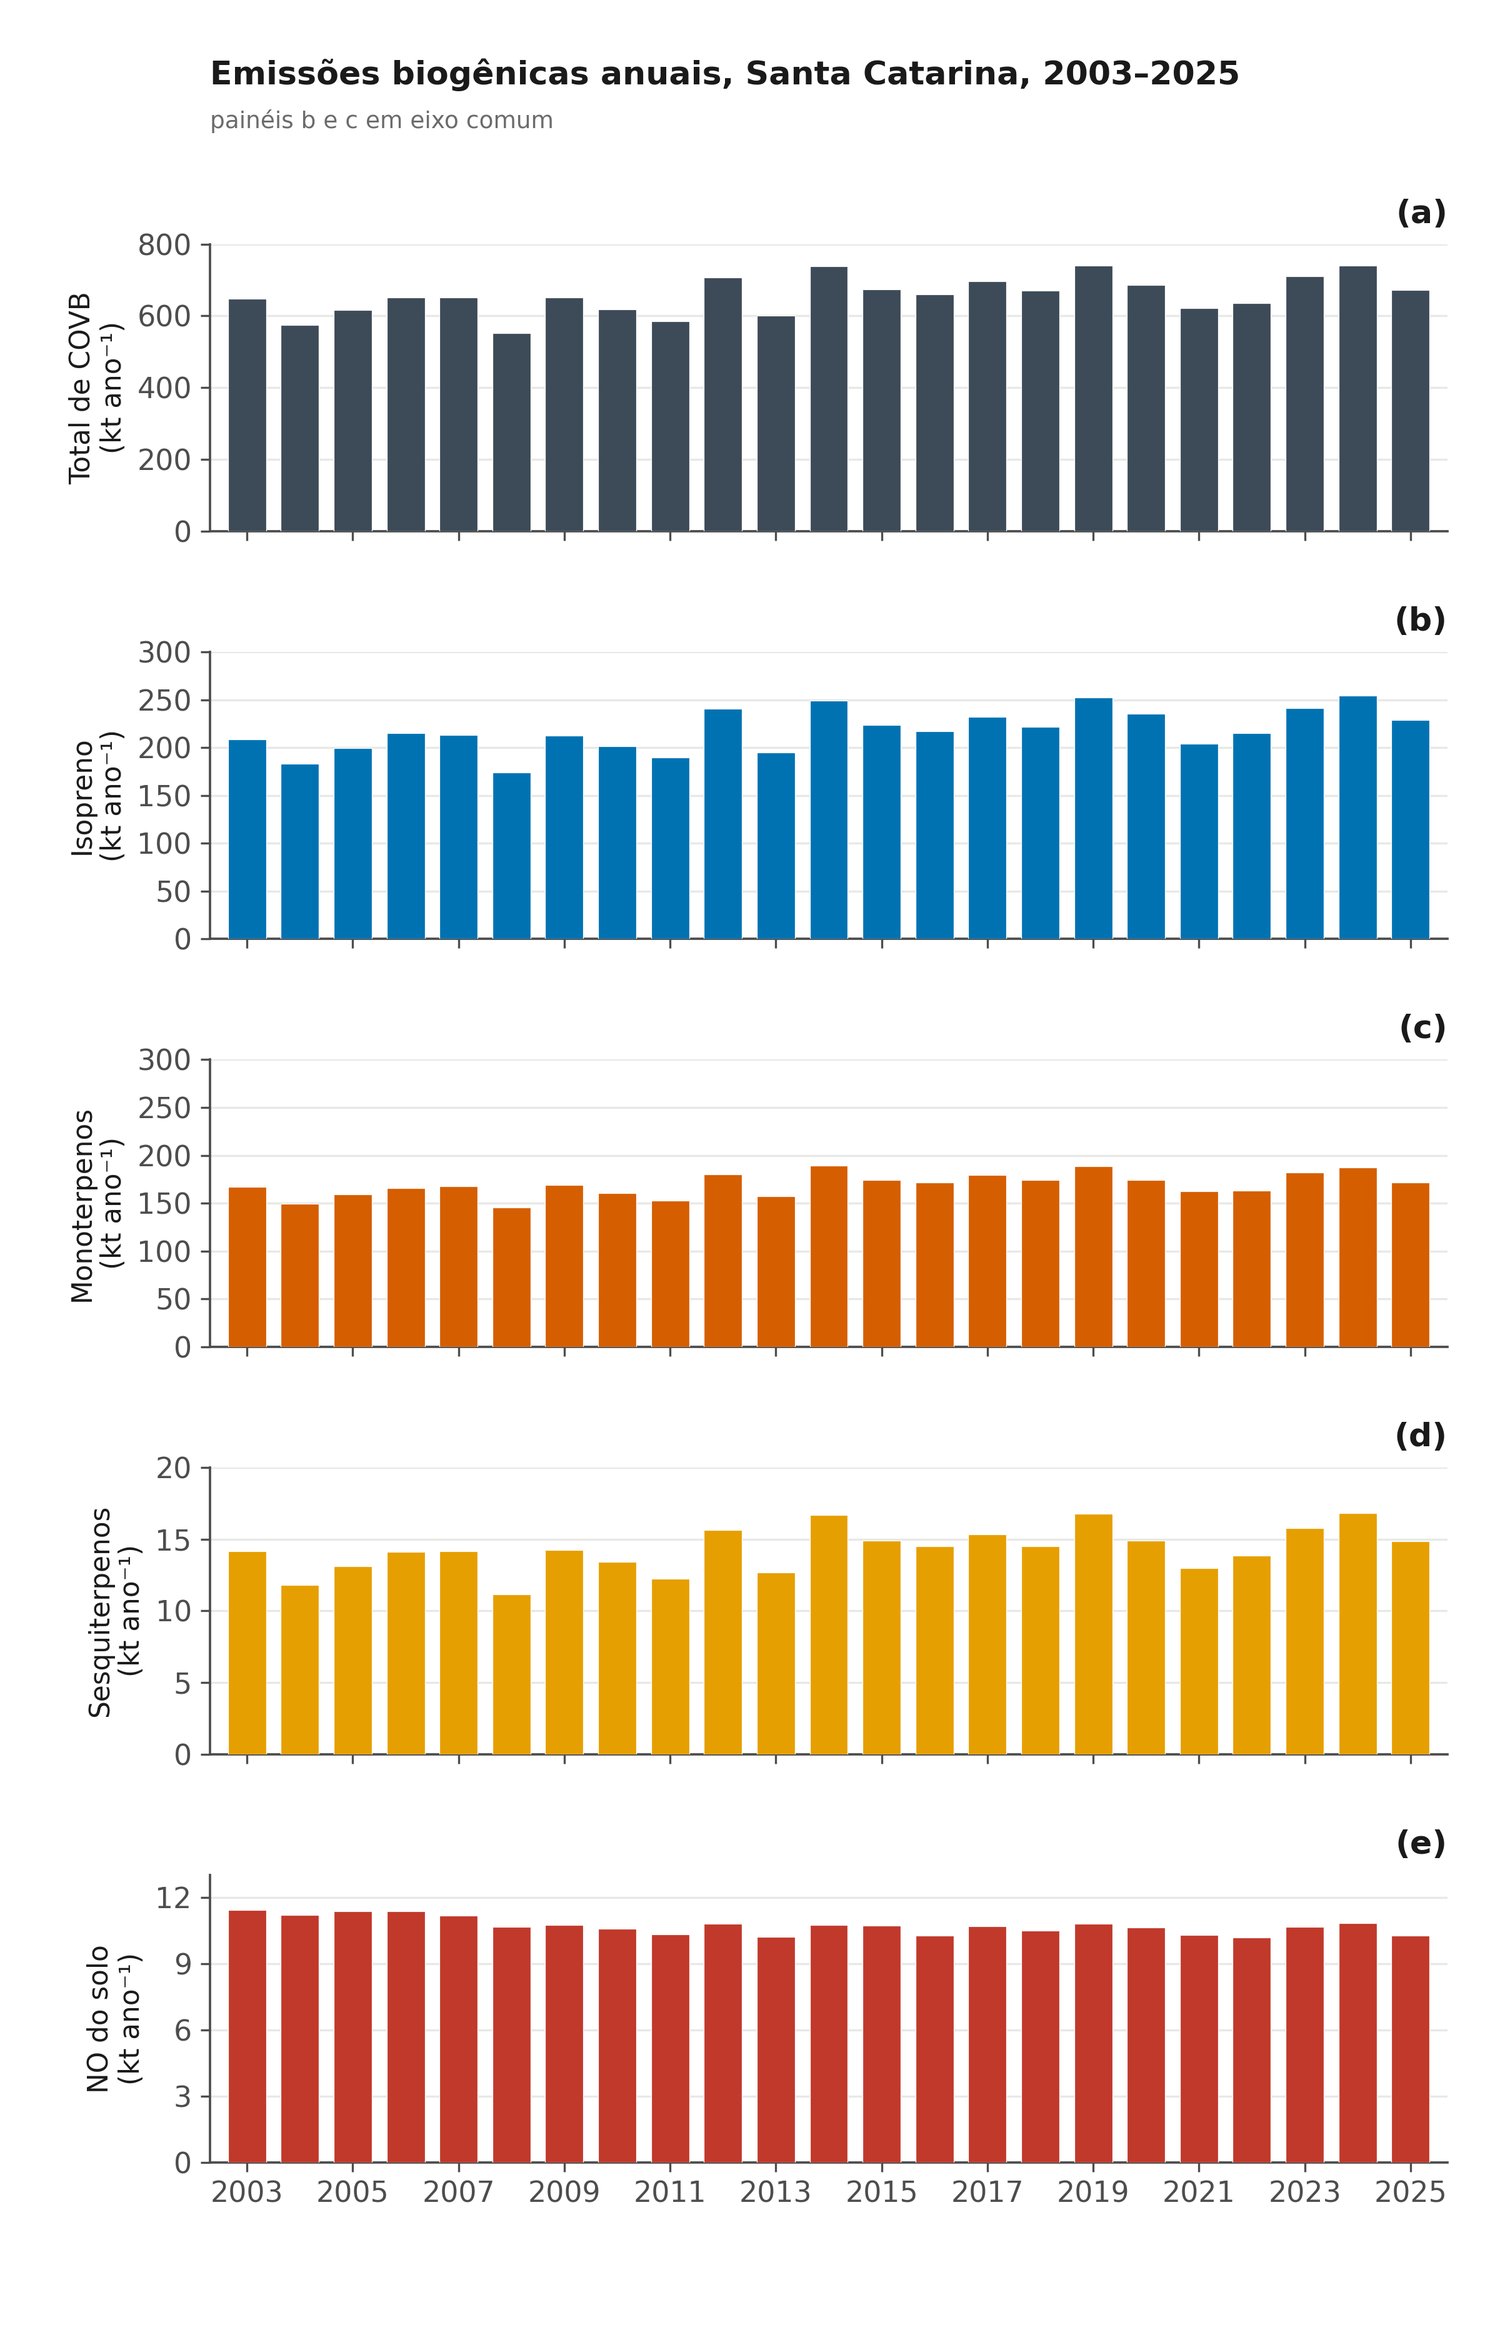 Emissões biogênicas anuais, Santa Catarina, 2003–2025
painéis b e c em eixo comum
(a)
Total de COVB
(kt ano⁻¹)
800
600
400
200
0
(b)
Isopreno
(kt ano⁻¹)
300
250
200
150
100
50
0
(c)
Monoterpenos
(kt ano⁻¹)
300
250
200
150
100
50
0
(d)
Sesquiterpenos
(kt ano⁻¹)
20
15
10
5
0
(e)
NO do solo
(kt ano⁻¹)
12
9
6
3
0
2003 2005 2007 2009 2011 2013 2015 2017 2019 2021 2023 2025